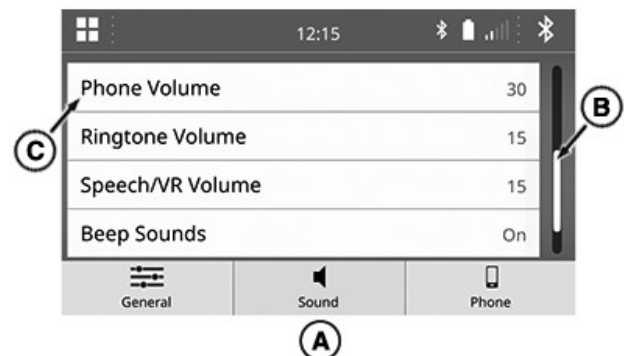 12:15
Phone Volume 30
Ringtone Volume 15
Speech/VR Volume 15
Beep Sounds On
General Sound Phone
A
B
C